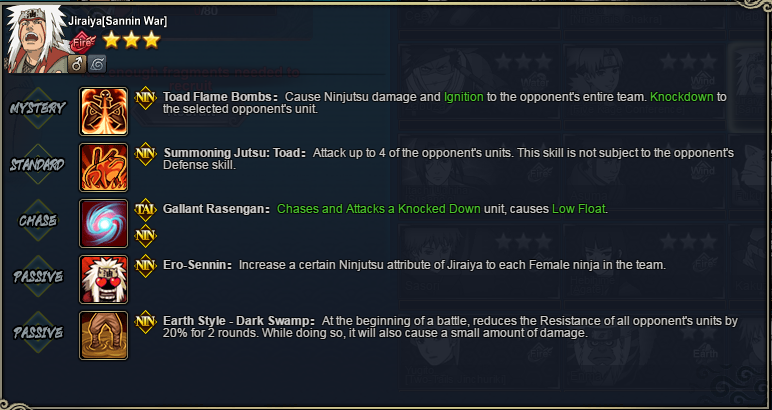 /80
Jiraiya[Sannin War]
Fire
MYSTERY
NIN
Toad Flame Bombs： Cause Ninjutsu damage and Ignition to the opponent's entire team. Knockdown to
the selected opponent's unit.
STANDARD
NIN
Summoning Jutsu: Toad： Attack up to 4 of the opponent's units. This skill is not subject to the opponent's
Defense skill.
CHASE
TAI
Gallant Rasengan： Chases and Attacks a Knocked Down unit, causes Low Float.
NIN
PASSIVE
NIN
Ero-Sennin： Increase a certain Ninjutsu attribute of Jiraiya to each Female ninja in the team.
PASSIVE
NIN
Earth Style - Dark Swamp： At the beginning of a battle, reduces the Resistance of all opponent's units by
20% for 2 rounds. While doing so, it will also cause a small amount of damage.
Earth